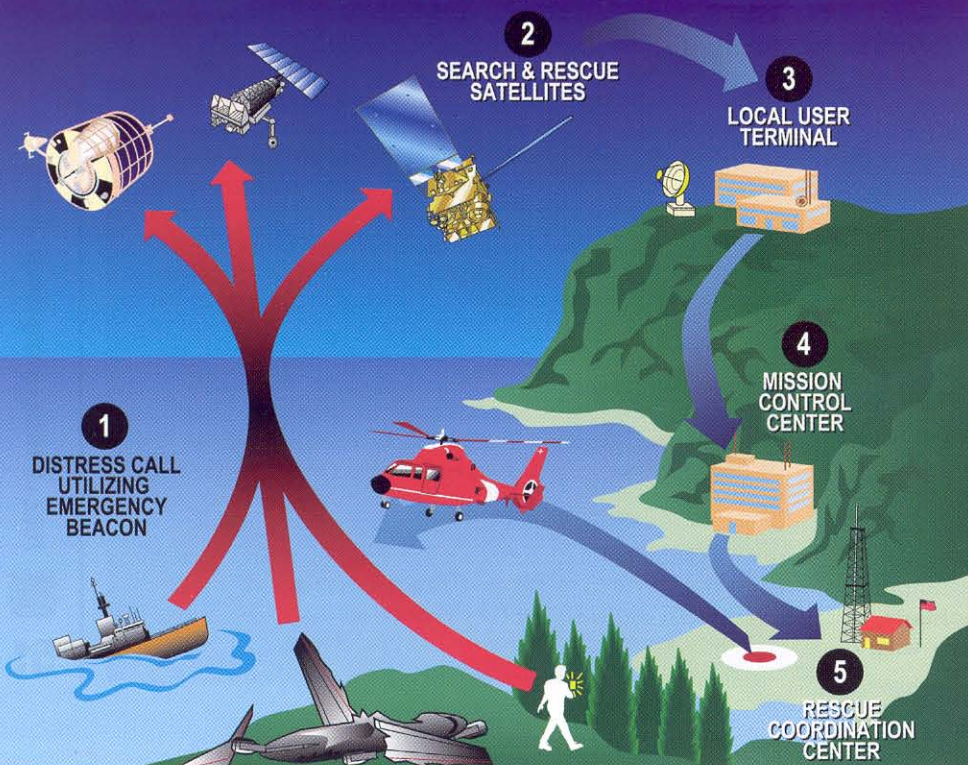 1
DISTRESS CALL
UTILIZING
EMERGENCY
BEACON
2
SEARCH & RESCUE
SATELLITES
3
LOCAL USER
TERMINAL
4
MISSION
CONTROL
CENTER
5
RESCUE
COORDINATION
CENTER